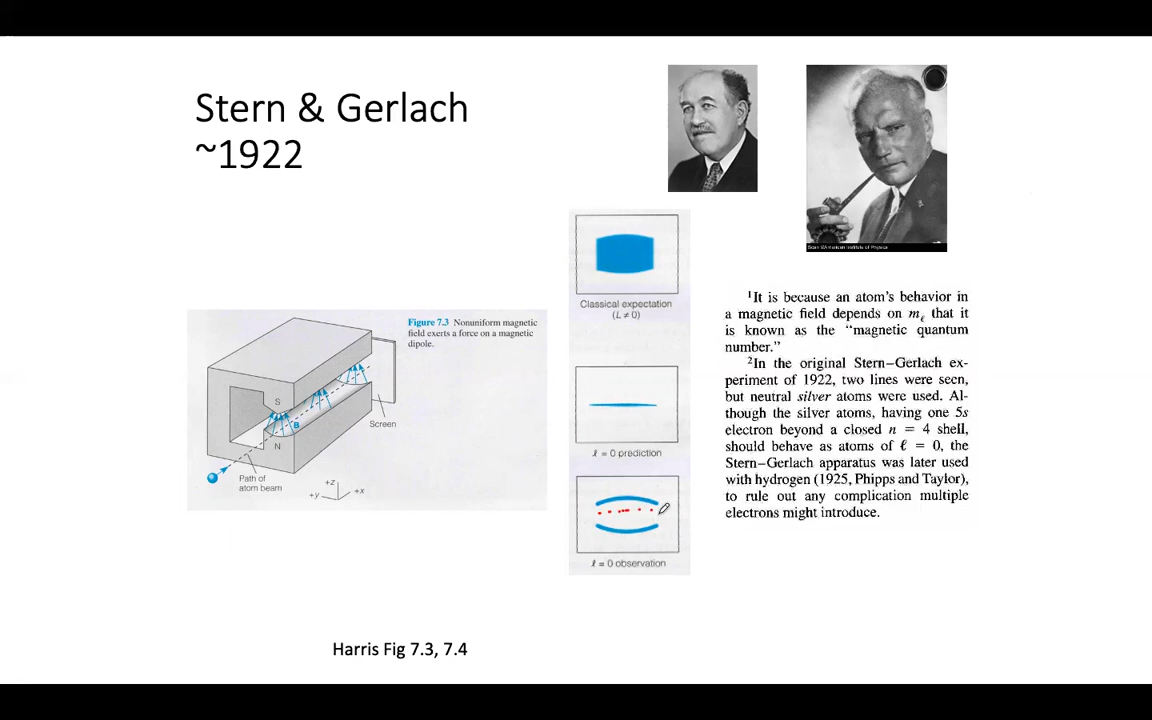 Stern & Gerlach
~1922
Scan ©American Institute of Physics
Classical expectation
(L ≠ 0)
Figure 7.3 Nonuniform magnetic
field exerts a force on a magnetic
dipole.
S
B
N
Screen
Path of
atom beam
+z
+y
+x
ℓ = 0 prediction
ℓ = 0 observation
¹It is because an atom's behavior in
a magnetic field depends on mℓ that it
is known as the “magnetic quantum
number.”
²In the original Stern–Gerlach ex-
periment of 1922, two lines were seen,
but neutral silver atoms were used. Al-
though the silver atoms, having one 5s
electron beyond a closed n = 4 shell,
should behave as atoms of ℓ = 0, the
Stern–Gerlach apparatus was later used
with hydrogen (1925, Phipps and Taylor),
to rule out any complication multiple
electrons might introduce.
Harris Fig 7.3, 7.4